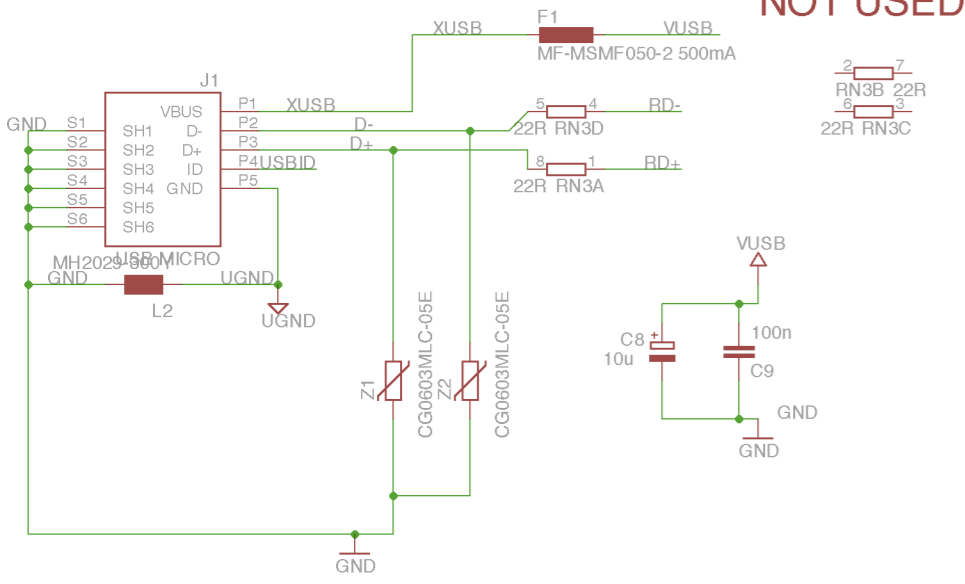 NOT USED
F1
XUSB
VUSB
MF-MSMF050-2 500mA
J1
2 7
RN3B 22R
6 3
22R RN3C
VBUS P1 XUSB
GND S1 SH1 D- P2 D-
S2 SH2 D+ P3 D+
S3 SH3 ID P4 USBID
S4 SH4 GND P5
S5 SH5
S6 SH6
5 4 RD-
22R RN3D
8 1 RD+
22R RN3A
USB MICRO
MH2029-300Y
GND UGND
L2
UGND
VUSB
Z1
CG0603MLC-05E
Z2
CG0603MLC-05E
C8 +
10u
100n
C9
GND
GND
GND